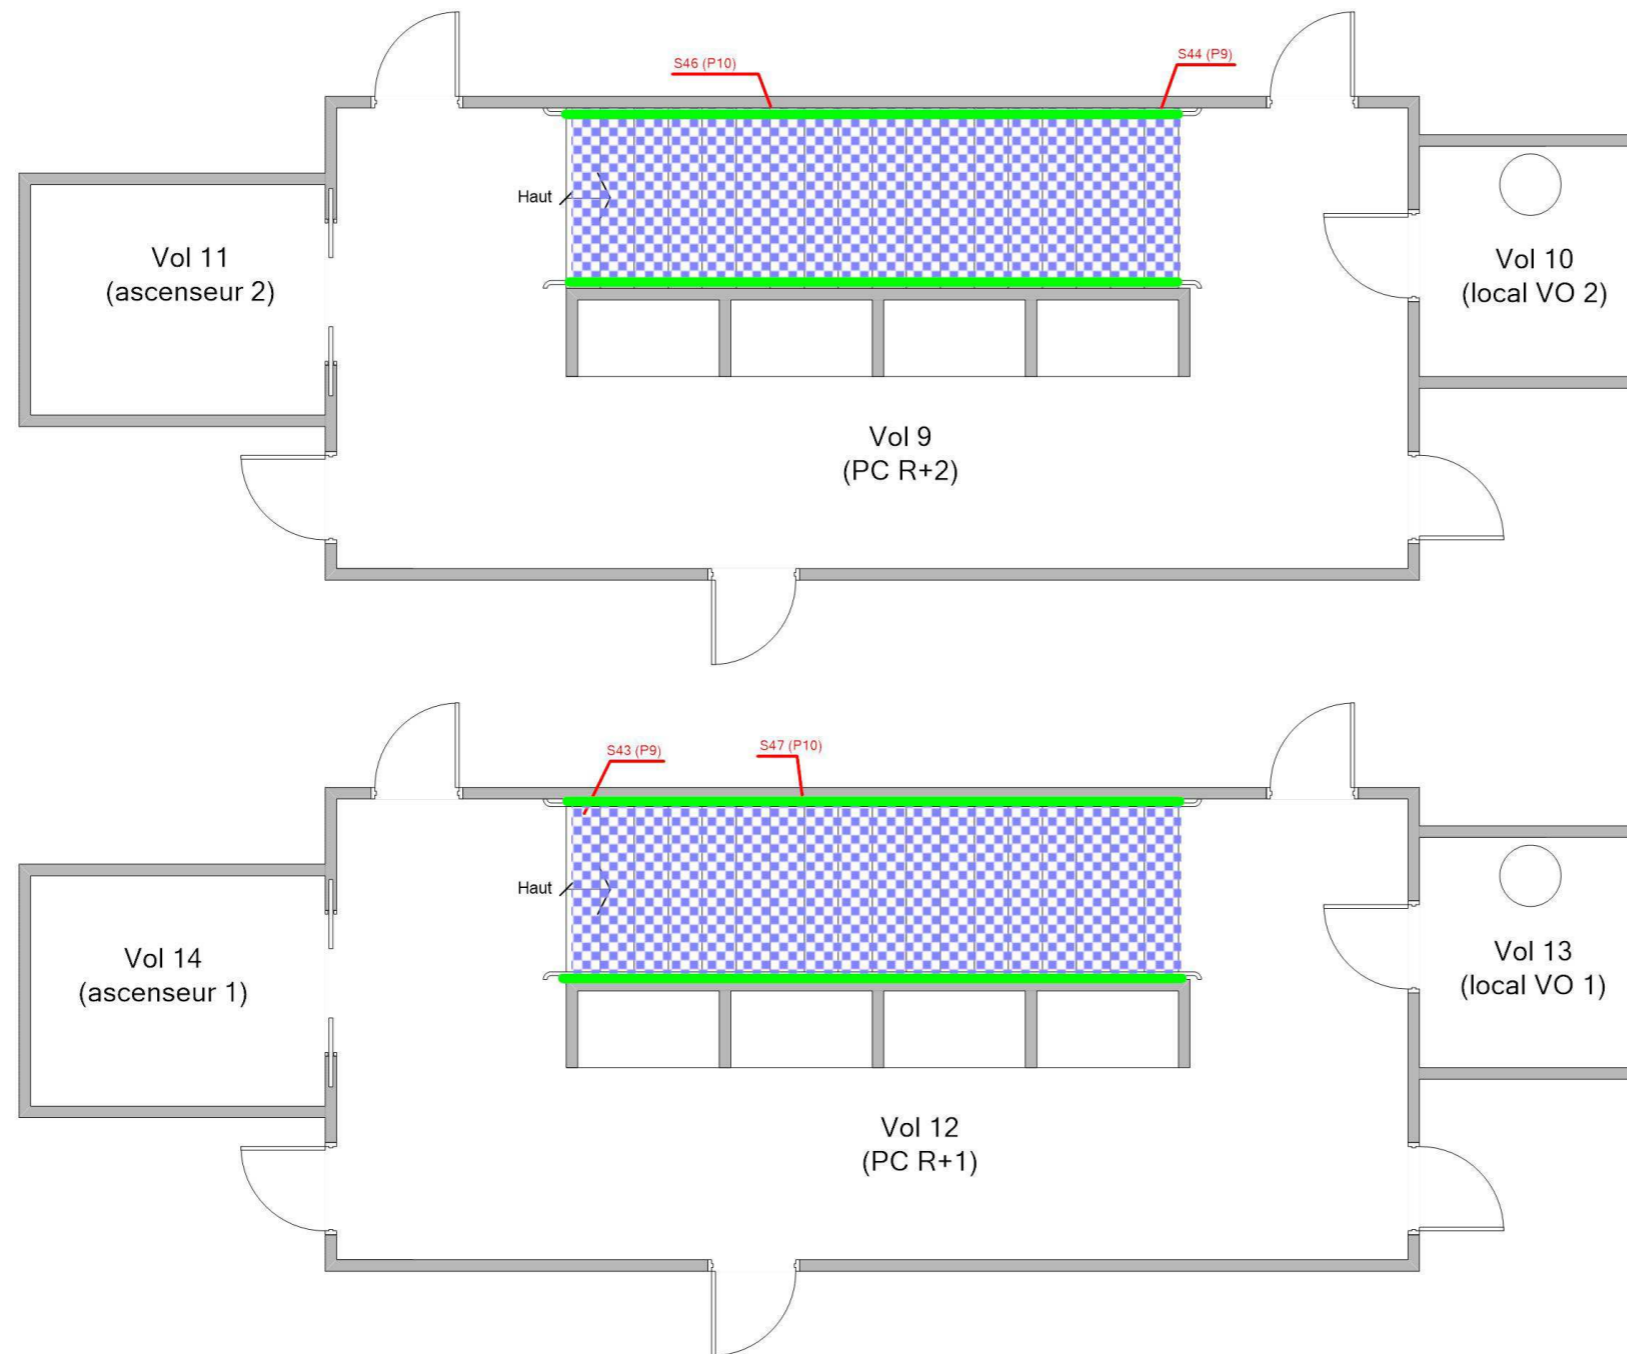 S46 (P10)
S44 (P9)
Haut
Vol 11
(ascenseur 2)
Vol 10
(local VO 2)
Vol 9
(PC R+2)
S43 (P9)
S47 (P10)
Haut
Vol 14
(ascenseur 1)
Vol 13
(local VO 1)
Vol 12
(PC R+1)